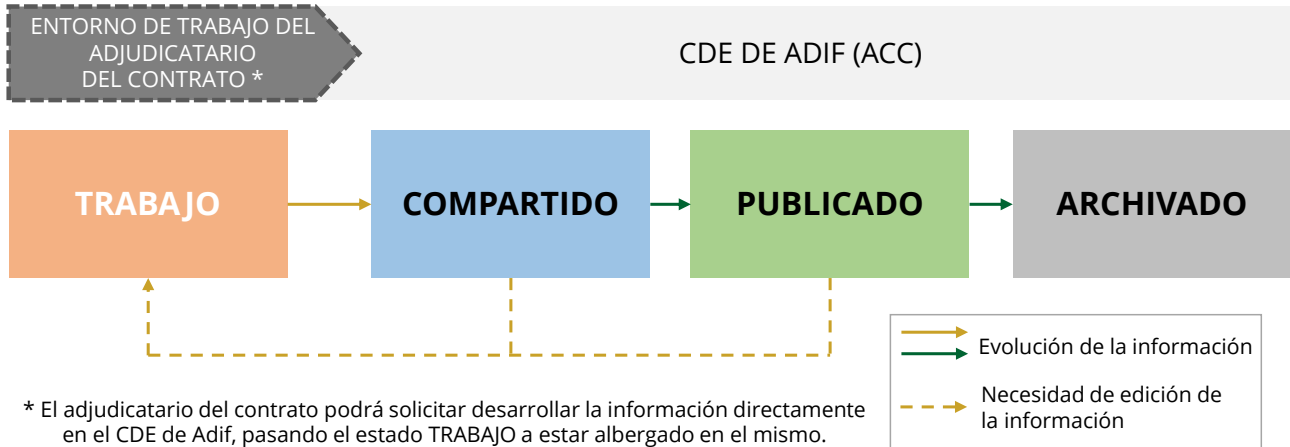 ENTORNO DE TRABAJO DEL
ADJUDICATARIO
DEL CONTRATO *
CDE DE ADIF (ACC)
TRABAJO
COMPARTIDO
PUBLICADO
ARCHIVADO
Evolución de la información
Necesidad de edición de
la información
* El adjudicatario del contrato podrá solicitar desarrollar la información directamente
en el CDE de Adif, pasando el estado TRABAJO a estar albergado en el mismo.